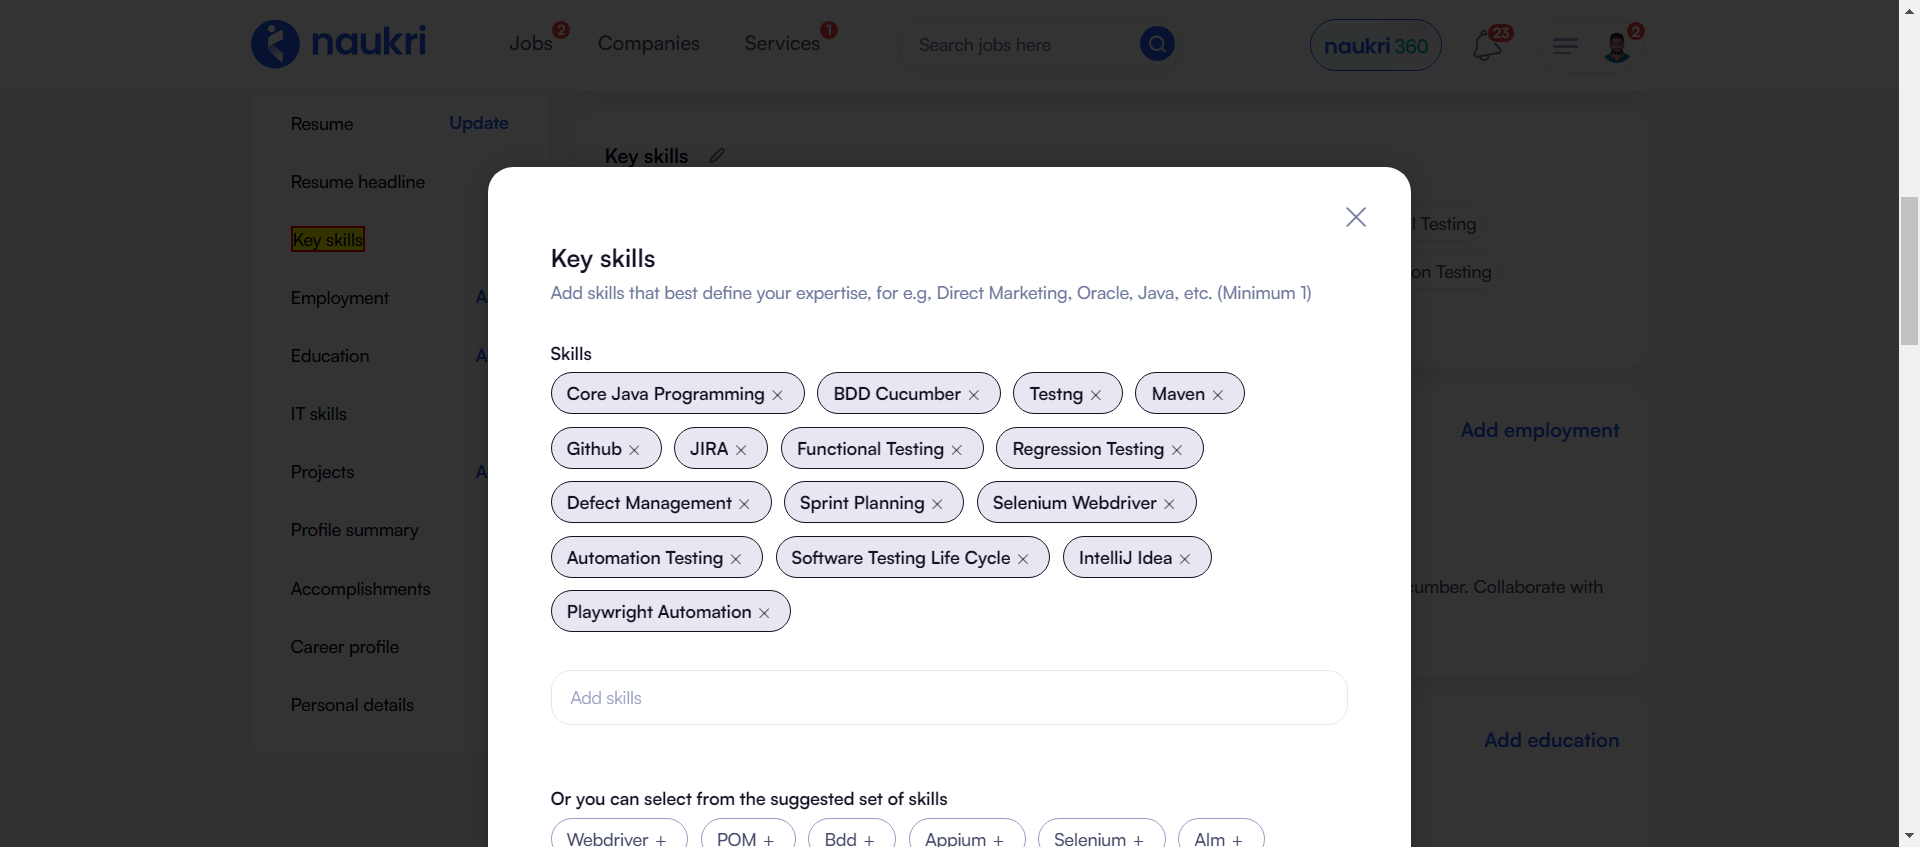 naukri
Jobs 2
Companies
Services 1
Search jobs here
naukri 360
23
2
Resume
Update
Resume headline
Key skills
Employment
A
Education
A
IT skills
Projects
A
Profile summary
Accomplishments
Career profile
Personal details
Key skills
l Testing
on Testing
Add employment
cumber. Collaborate with
Add education
Key skills
Add skills that best define your expertise, for e.g, Direct Marketing, Oracle, Java, etc. (Minimum 1)
Skills
Core Java Programming BDD Cucumber Testng Maven
Github JIRA Functional Testing Regression Testing
Defect Management Sprint Planning Selenium Webdriver
Automation Testing Software Testing Life Cycle IntelliJ Idea
Playwright Automation
Add skills
Or you can select from the suggested set of skills
Webdriver + POM + Bdd + Appium + Selenium + Alm +